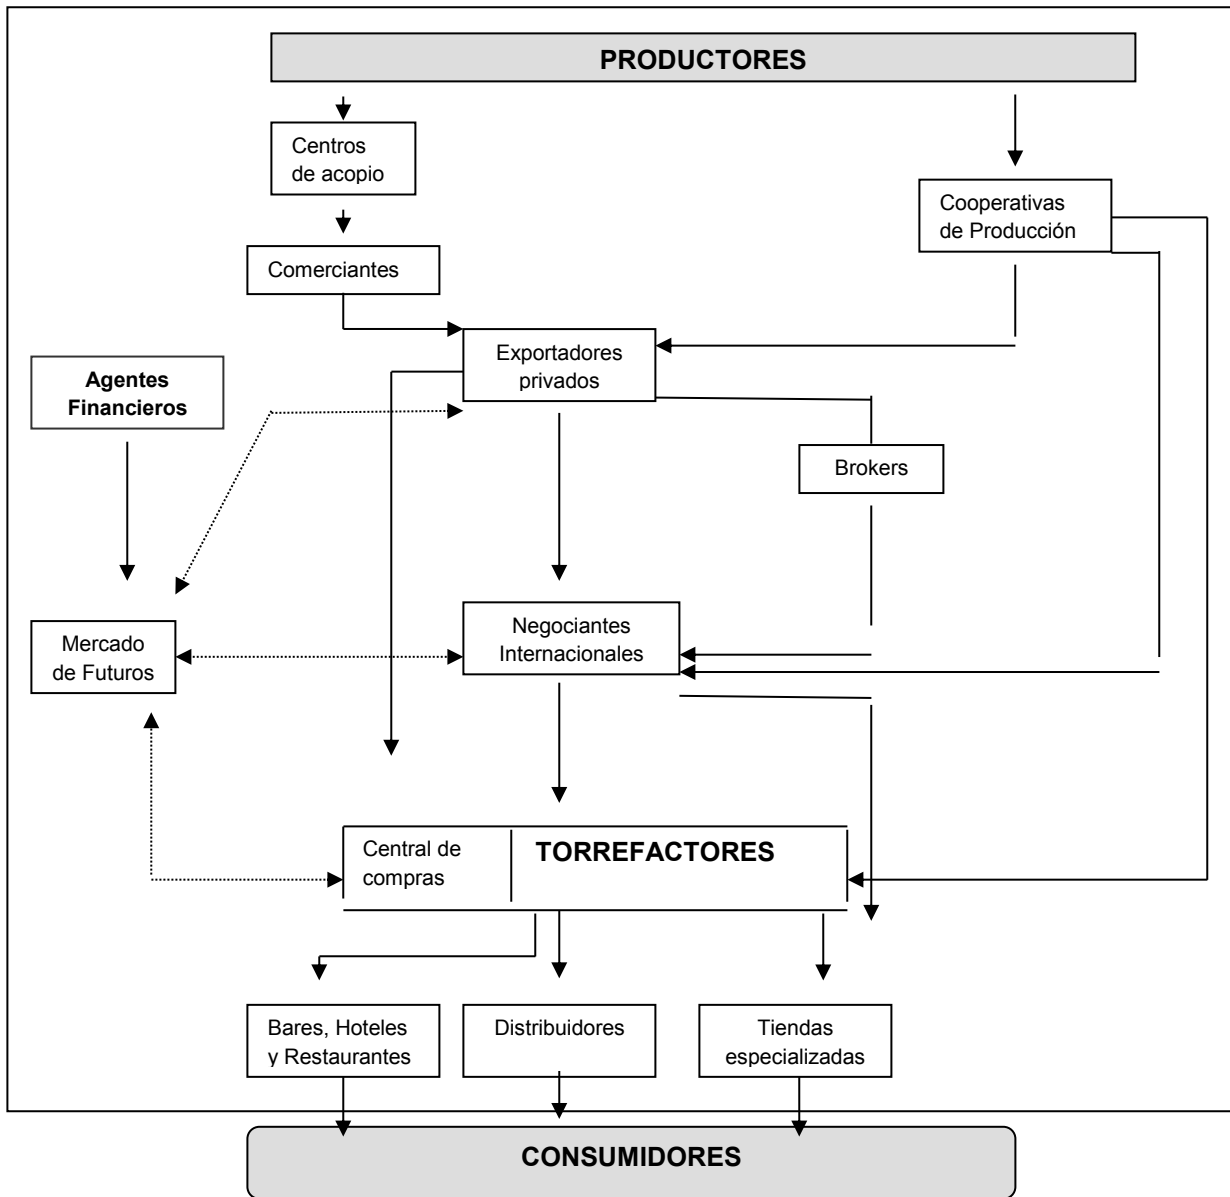 PRODUCTORES
Centros
de acopio
Cooperativas
de Producción
Comerciantes
Exportadores
privados
Agentes
Financieros
Brokers
Negociantes
Internacionales
Mercado
de Futuros
Central de
compras
TORREFACTORES
Bares, Hoteles
y Restaurantes
Distribuidores
Tiendas
especializadas
CONSUMIDORES